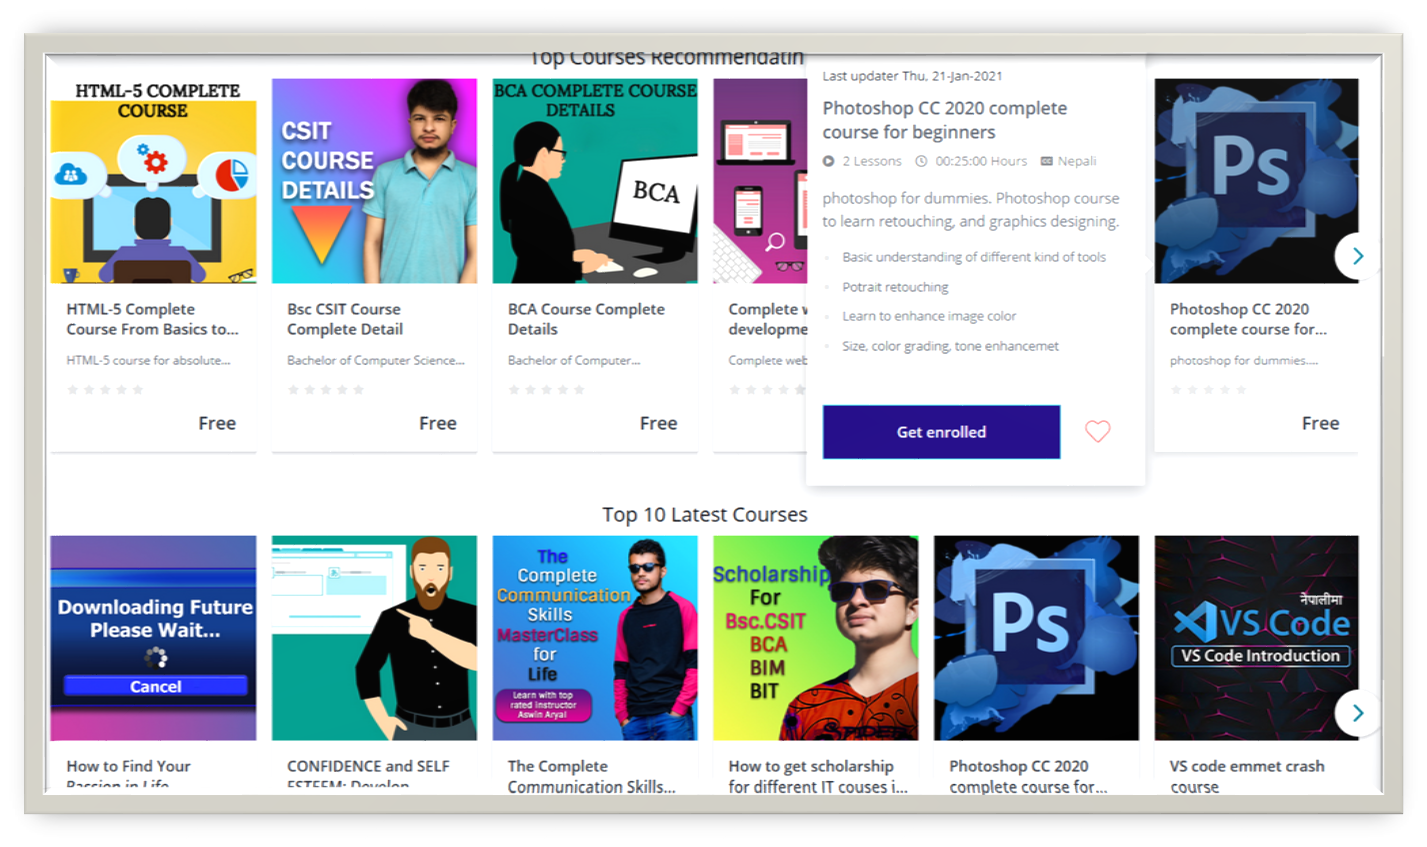 Top Courses Recommendatin
HTML-5 COMPLETE
COURSE
HTML-5 Complete
Course From Basics to...
HTML-5 course for absolute...
Free
CSIT
COURSE
DETAILS
Bsc CSIT Course
Complete Detail
Bachelor of Computer Science...
Free
BCA COMPLETE COURSE
DETAILS
BCA
BCA Course Complete
Details
Bachelor of Computer...
Free
Complete
developme
Complete web
Last updater Thu, 21-Jan-2021
Photoshop CC 2020 complete
course for beginners
2 Lessons 00:25:00 Hours CC Nepali
photoshop for dummies. Photoshop course
to learn retouching, and graphics designing.
Basic understanding of different kind of tools
Potrait retouching
Learn to enhance image color
Size, color grading, tone enhancemet
Get enrolled
Ps
Photoshop CC 2020
complete course for...
photoshop for dummies....
Free
Top 10 Latest Courses
Downloading Future
Please Wait...
Cancel
How to Find Your
Passion in Life
CONFIDENCE and SELF
ESTEEM: Develop
The
Complete
Communication
Skills
MasterClass
for
Life
Learn with top
rated instructor
Aswin Aryal
The Complete
Communication Skills...
Scholarship
For
Bsc.CSIT
BCA
BIM
BIT
How to get scholarship
for different IT couses i...
Ps
Photoshop CC 2020
complete course for...
नेपालीमा
VS Code
VS Code Introduction
VS code emmet crash
course